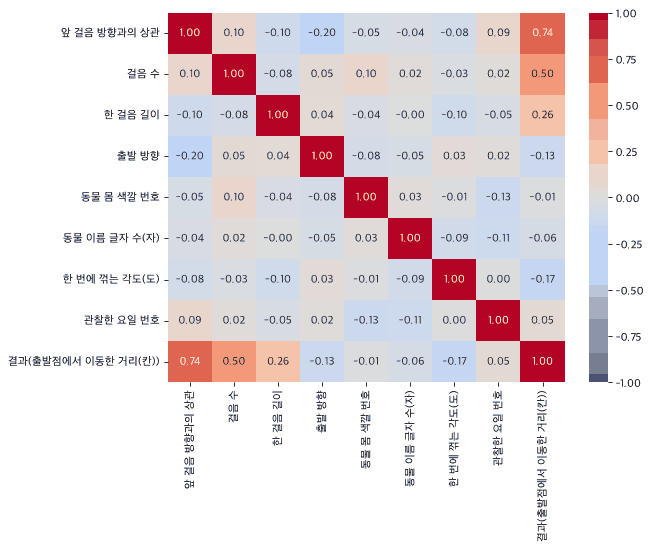 앞 걸음 방향과의 상관 1.00 0.10 -0.10 -0.20 -0.05 -0.04 -0.08 0.09 0.74
걸음 수 0.10 1.00 -0.08 0.05 0.10 0.02 -0.03 0.02 0.50
한 걸음 길이 -0.10 -0.08 1.00 0.04 -0.04 -0.00 -0.10 -0.05 0.26
출발 방향 -0.20 0.05 0.04 1.00 -0.08 -0.05 0.03 0.02 -0.13
동물 몸 색깔 번호 -0.05 0.10 -0.04 -0.08 1.00 0.03 -0.01 -0.13 -0.01
동물 이름 글자 수(자) -0.04 0.02 -0.00 -0.05 0.03 1.00 -0.09 -0.11 -0.06
한 번에 꺾는 각도(도) -0.08 -0.03 -0.10 0.03 -0.01 -0.09 1.00 0.00 -0.17
관찰한 요일 번호 0.09 0.02 -0.05 0.02 -0.13 -0.11 0.00 1.00 0.05
결과(출발점에서 이동한 거리(칸)) 0.74 0.50 0.26 -0.13 -0.01 -0.06 -0.17 0.05 1.00
앞 걸음 방향과의 상관
걸음 수
한 걸음 길이
출발 방향
동물 몸 색깔 번호
동물 이름 글자 수(자)
한 번에 꺾는 각도(도)
관찰한 요일 번호
결과(출발점에서 이동한 거리(칸))
1.00
0.75
0.50
0.25
0.00
-0.25
-0.50
-0.75
-1.00